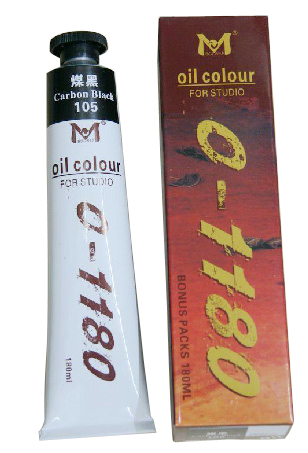 煤黑
Carbon Black
105
M
oil colour
FOR STUDIO
O-1180
180ml
M
oil colour
FOR STUDIO
O-1180
BONUS PACKS 180ML